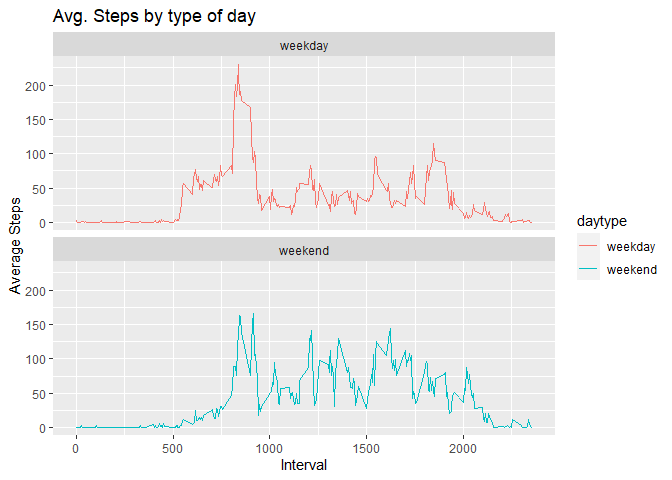 Avg. Steps by type of day
weekday
200
150
100
50
0
weekend
200
150
100
50
0
Average Steps
0 500 1000 1500 2000
Interval
daytype
weekday
weekend